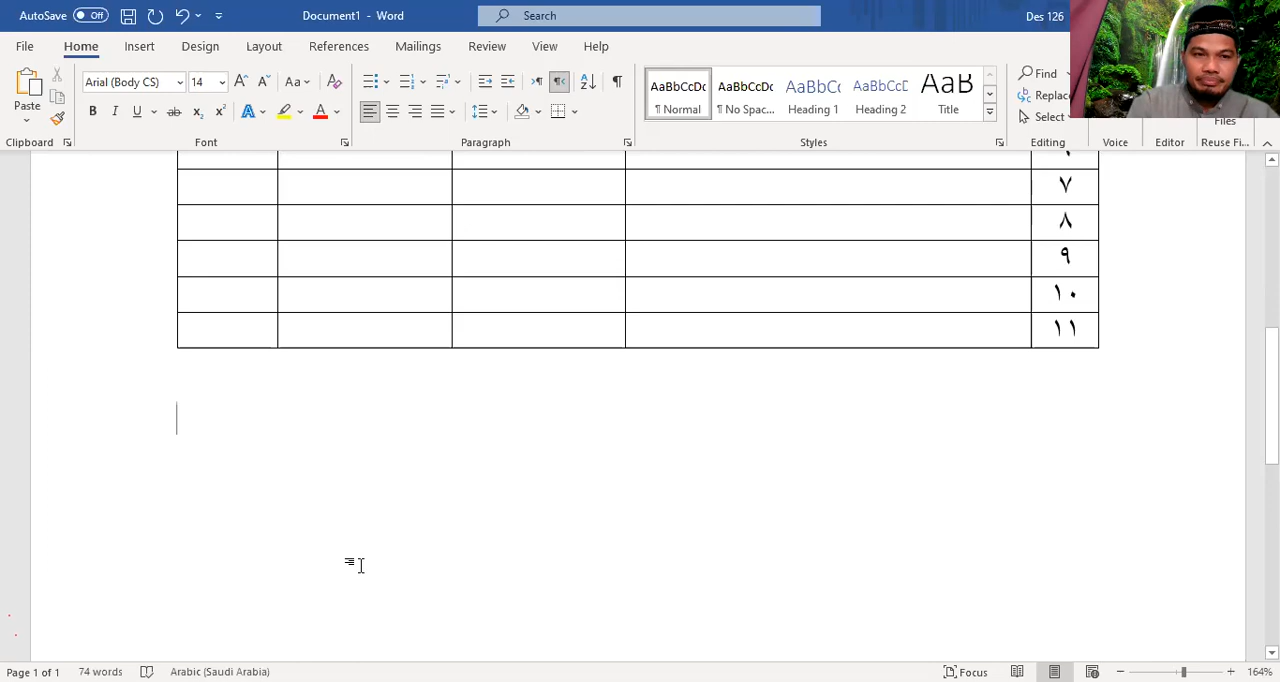 AutoSave Off Document1 - Word Search Des 126
File Home Insert Design Layout References Mailings Review View Help
Paste
Clipboard
Arial (Body CS) 14
Font
Paragraph
AaBbCcDc AaBbCcDc AaBbCc AaBbCcD AaB
¶ Normal ¶ No Spac... Heading 1 Heading 2 Title
Styles
Find
Replace
Select
Editing
Voice
Editor
Files
Reuse Fi...
٧
٨
٩
١٠
١١
Page 1 of 1 74 words Arabic (Saudi Arabia) Focus 164%